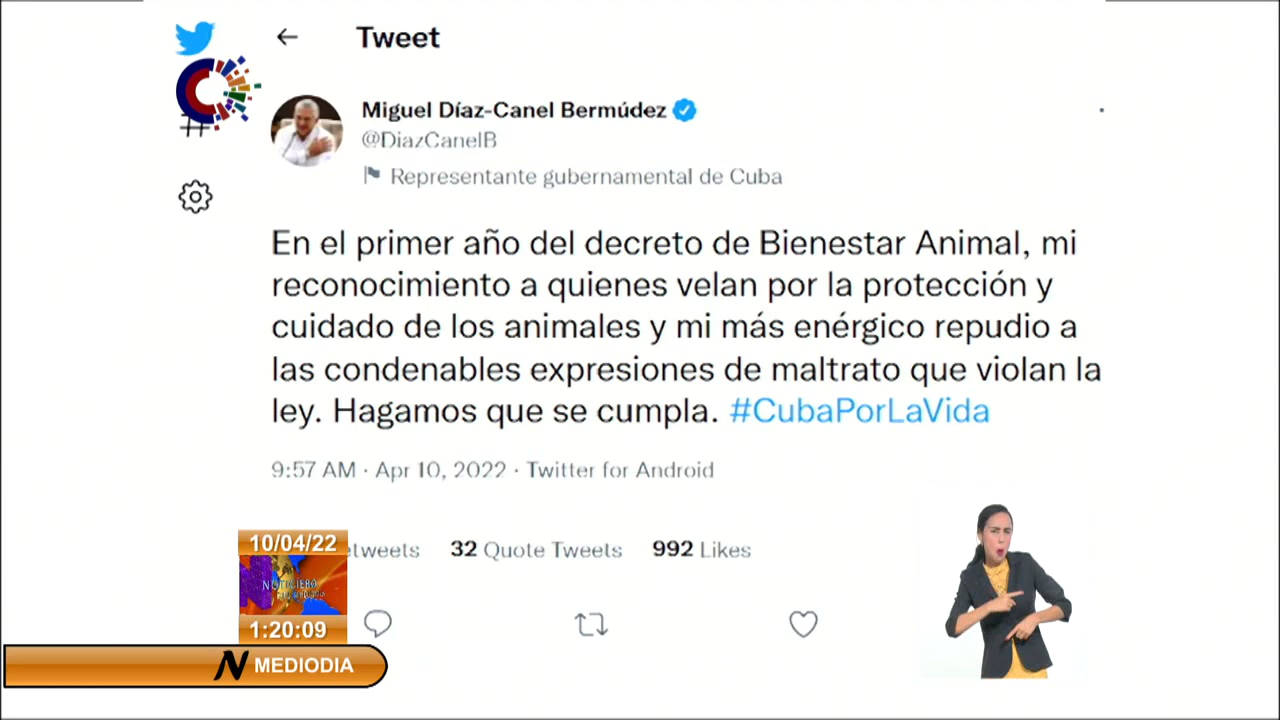 Tweet
Miguel Díaz-Canel Bermúdez
@DiazCanelB
Representante gubernamental de Cuba
En el primer año del decreto de Bienestar Animal, mi
reconocimiento a quienes velan por la protección y
cuidado de los animales y mi más enérgico repudio a
las condenables expresiones de maltrato que violan la
ley. Hagamos que se cumpla. #CubaPorLaVida
9:57 AM · Apr 10, 2022 · Twitter for Android
etweets 32 Quote Tweets 992 Likes
10/04/22
NOTICIERO
1:20:09
N MEDIODIA